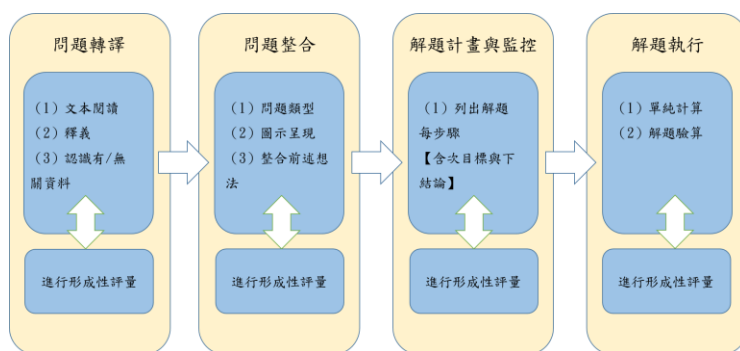 問題轉譯
(1)文本閱讀
(2)釋義
(3)認識有/無
關資料
進行形成性評量
問題整合
(1)問題類型
(2)圖示呈現
(3)整合前述想
法
進行形成性評量
解題計畫與監控
(1)列出解題
每步驟
【含次目標與下
結論】
進行形成性評量
解題執行
(1)單純計算
(2)解題驗算
進行形成性評量